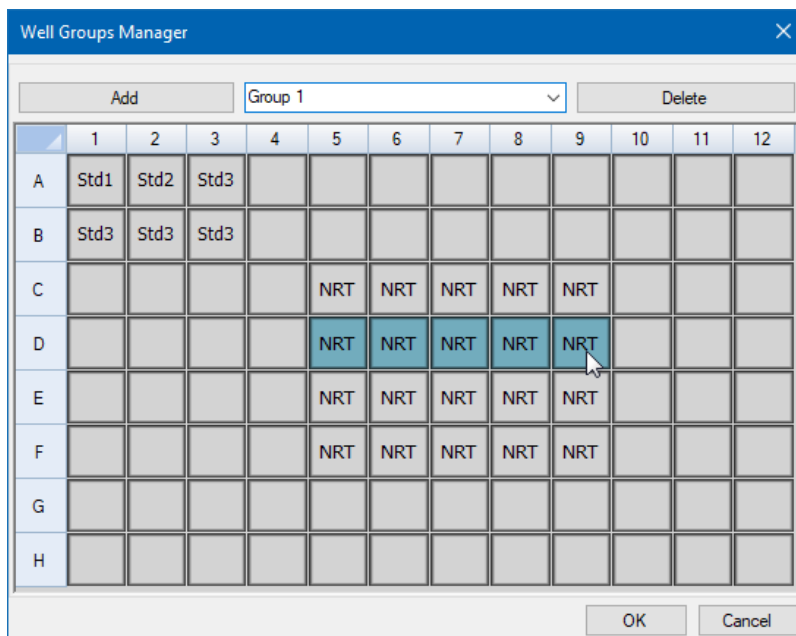 Well Groups Manager
Add Group 1 Delete
1 2 3 4 5 6 7 8 9 10 11 12
A Std1 Std2 Std3
B Std3 Std3 Std3
C NRT NRT NRT NRT NRT
D NRT NRT NRT NRT NRT
E NRT NRT NRT NRT NRT
F NRT NRT NRT NRT NRT
G
H
OK Cancel